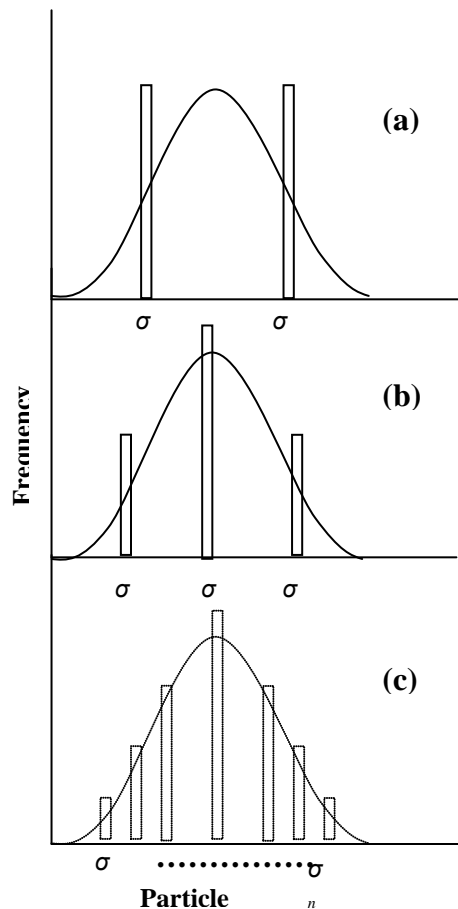 (a)
σ σ
Frequency
(b)
σ σ σ
(c)
σ ............. σ
Particle n